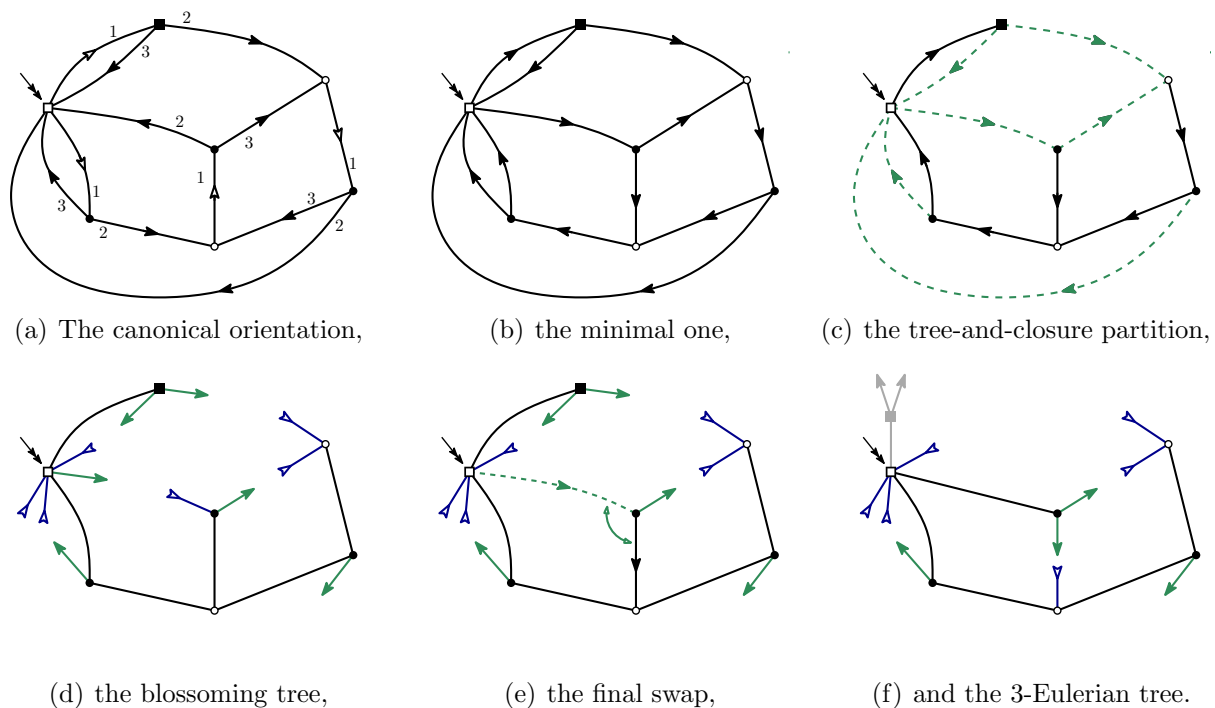 1
2
3
2
3
1
1
1
3
3
2
2
(a) The canonical orientation,
(b) the minimal one,
(c) the tree-and-closure partition,
(d) the blossoming tree,
(e) the final swap,
(f) and the 3-Eulerian tree.